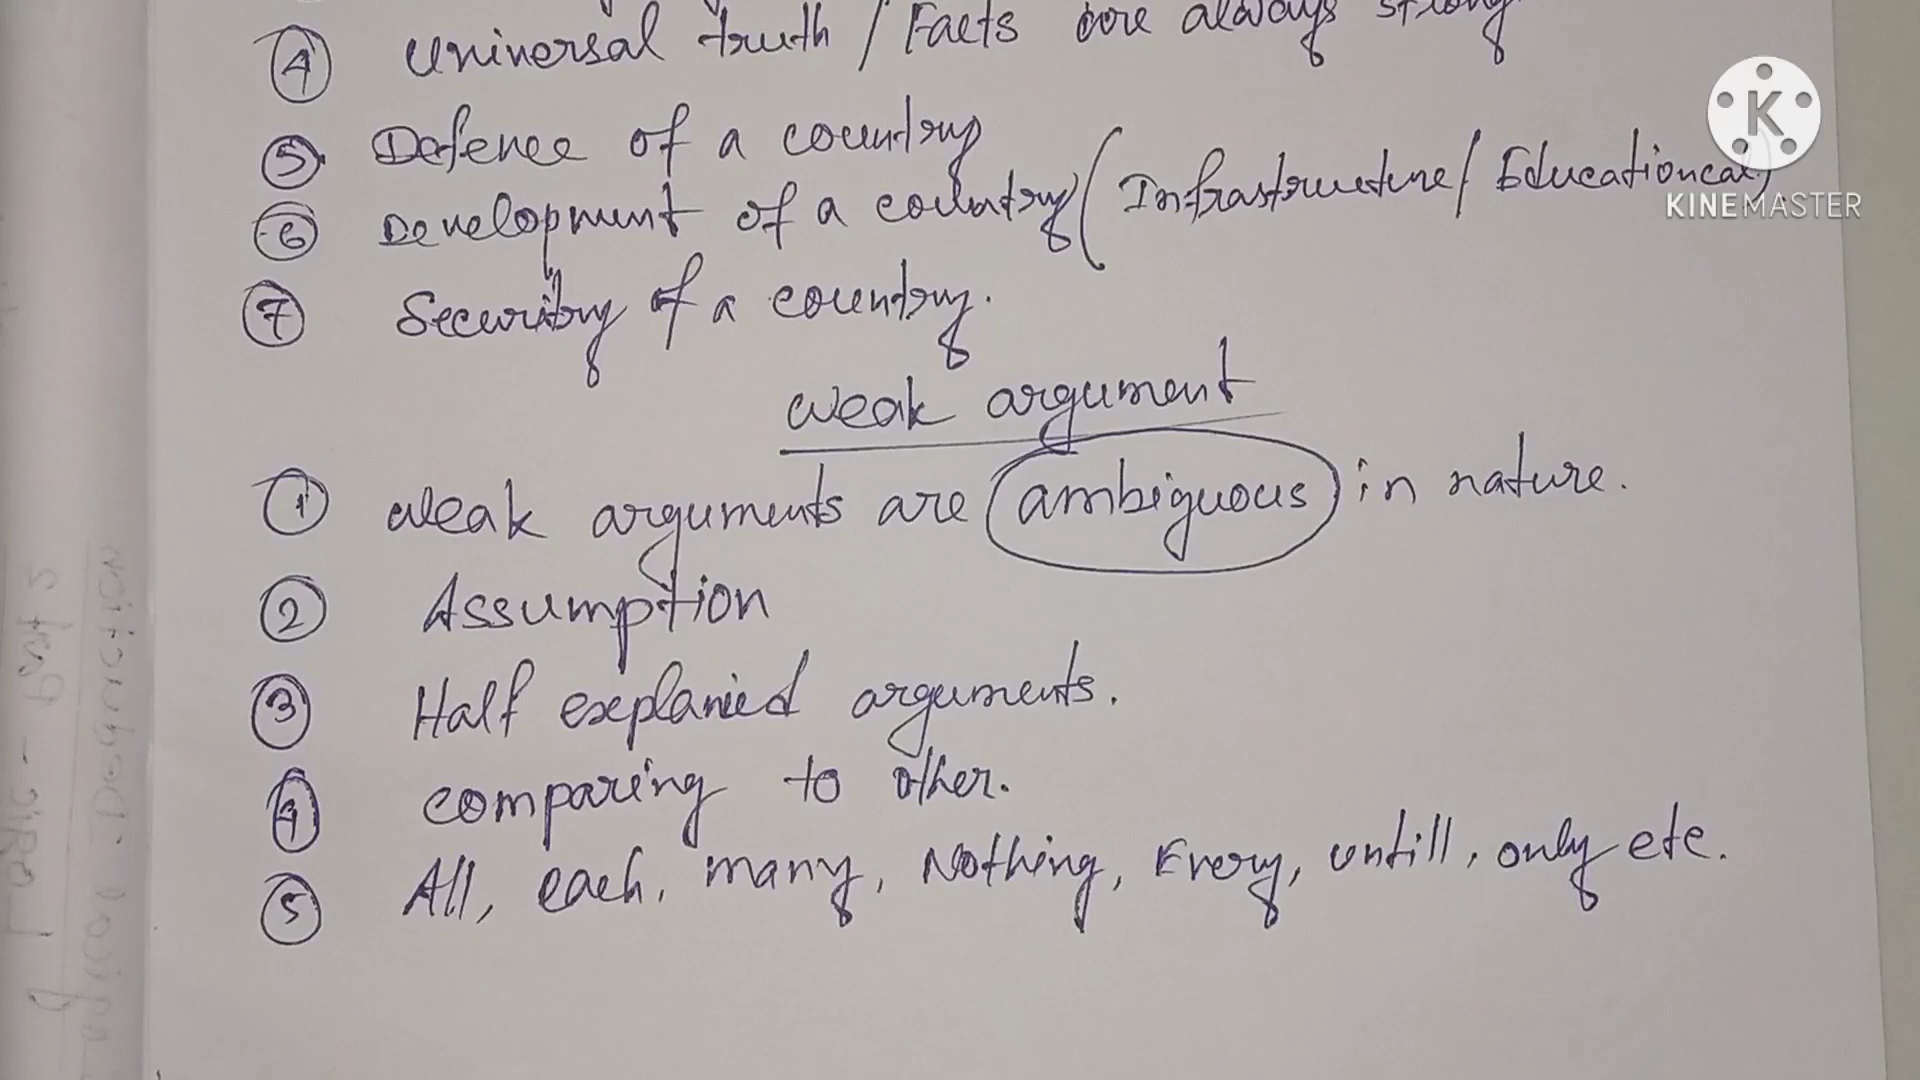 ④ Universal truth / Facts are always strong
⑤ Defence of a country
⑥ Development of a country (Infrastructure / Educational)
⑦ Security of a country.
weak argument
① weak arguments are ambiguous in nature.
② Assumption
③ Half explanied arguments.
④ comparing to other.
⑤ All, each, many, Nothing, Every, untill, only etc.
K
KINEMASTER